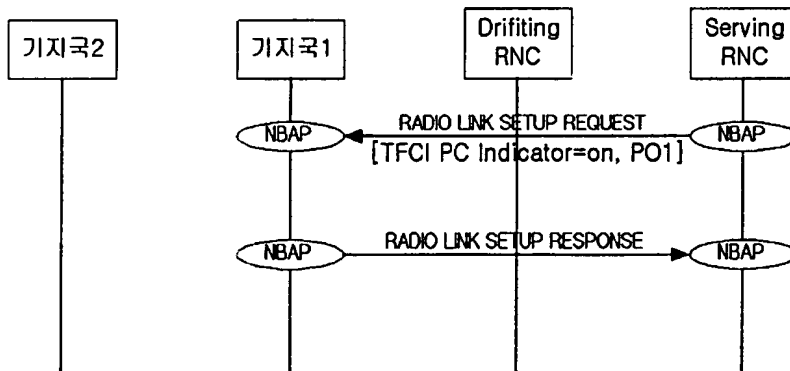 기지국2
기지국1
Drifiting
RNC
Serving
RNC
NBAP
RADIO LINK SETUP REQUEST
NBAP
[TFCI PC Indicator=on, PO1]
NBAP
RADIO LINK SETUP RESPONSE
NBAP